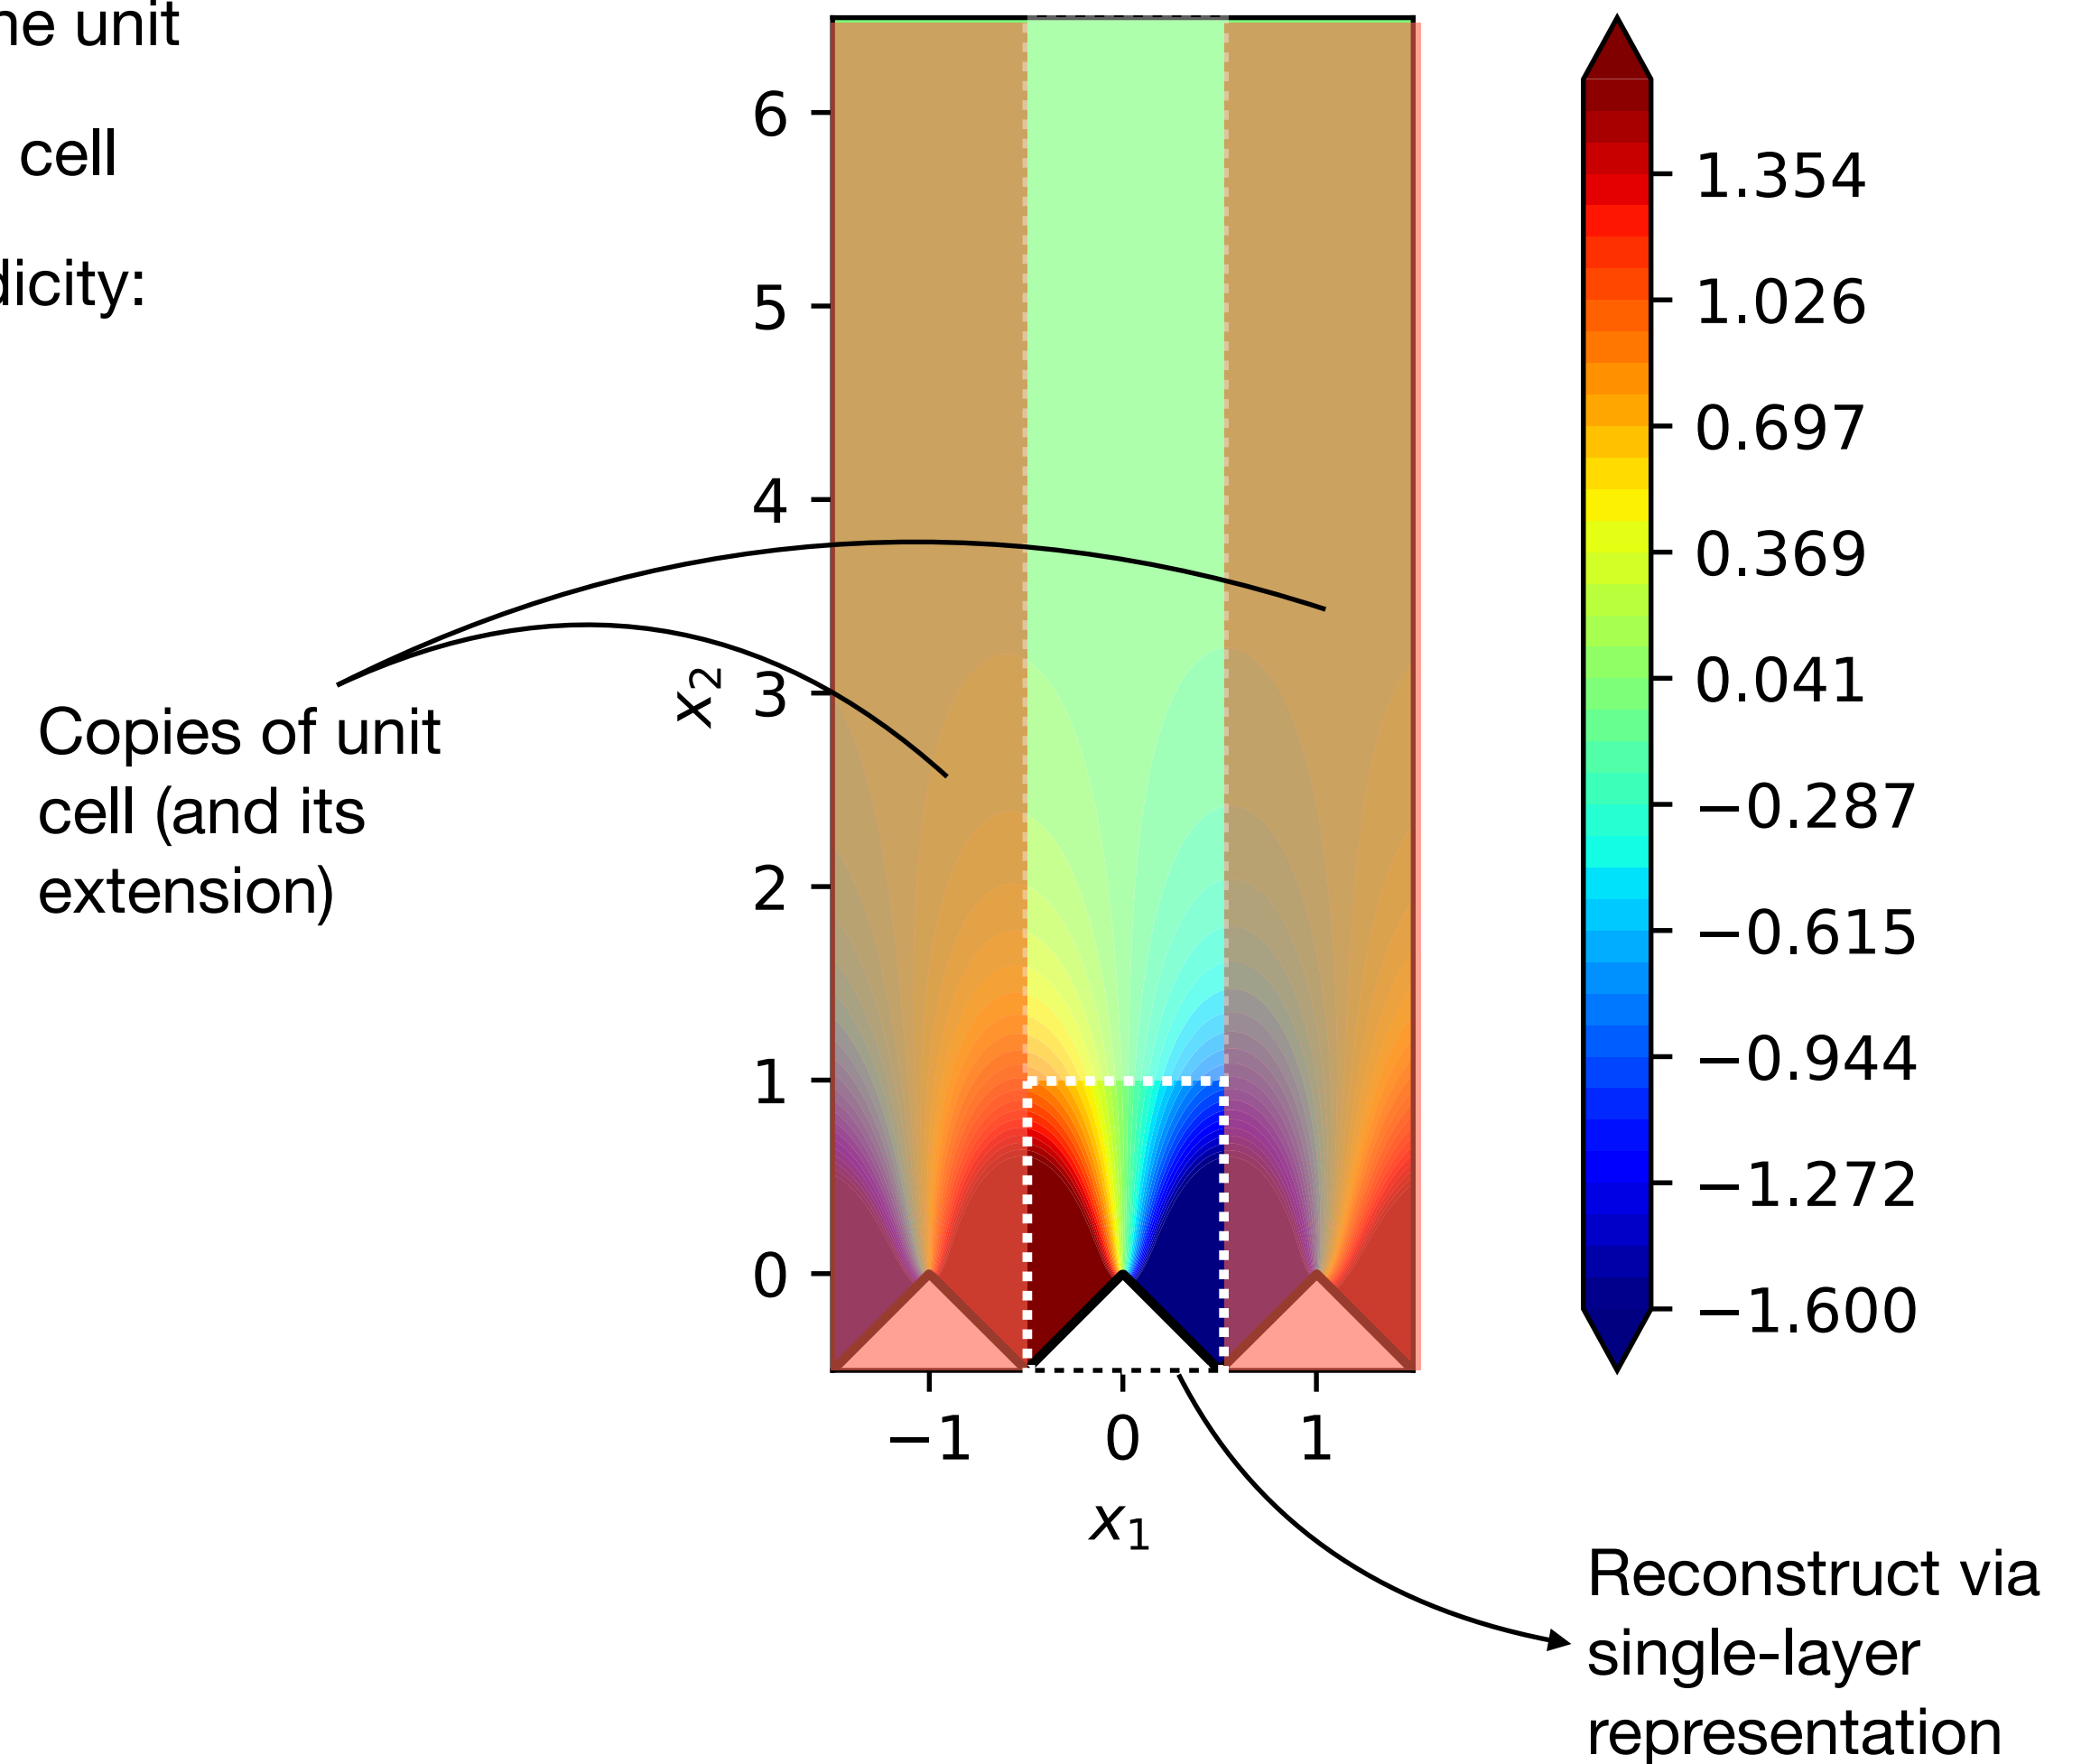 unit
cell
6
5
4
3
2
1
0
x2
−1
0
1
x1
1.354
1.026
0.697
0.369
0.041
−0.287
−0.615
−0.944
−1.272
−1.600
Copies of unit
cell (and its
extension)
Reconstruct via
single-layer
representation